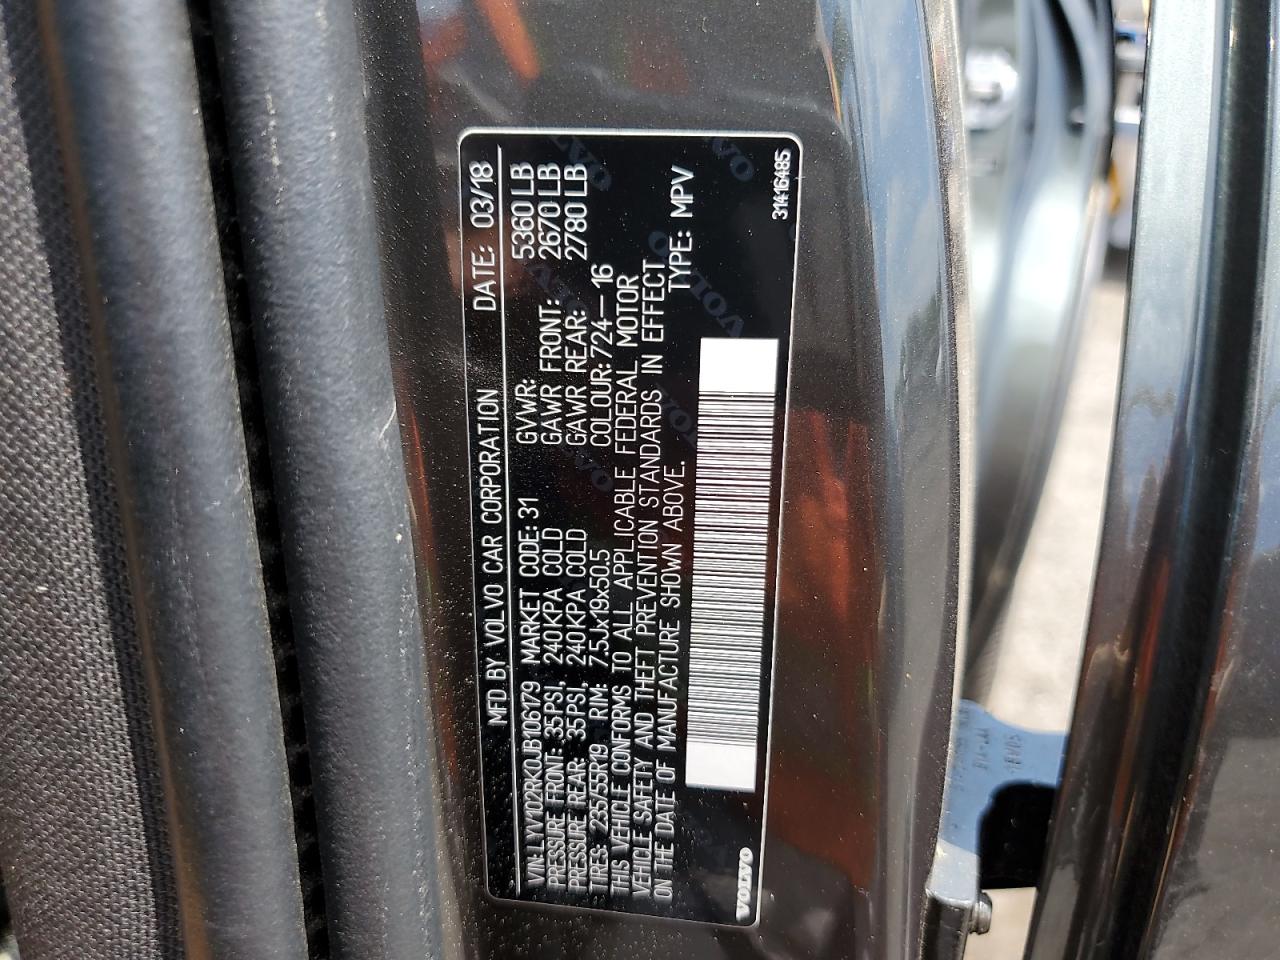 MFD BY VOLVO CAR CORPORATION DATE: 03/18
VIN: LYV102RK0JB106179 MARKET CODE: 31 GVWR: 5360 LB
PRESSURE FRONT: 35PSI, 240KPA COLD GAWR FRONT: 2670 LB
PRESSURE REAR: 35PSI, 240KPA COLD GAWR REAR: 2780 LB
TIRES: 235/55R19 RIM: 7.5Jx19x50.5 COLOUR: 724—16
THIS VEHICLE CONFORMS TO ALL APPLICABLE FEDERAL MOTOR
VEHICLE SAFETY AND THEFT PREVENTION STANDARDS IN EFFECT
ON THE DATE OF MANUFACTURE SHOWN ABOVE.
TYPE: MPV
VOLVO
31416485